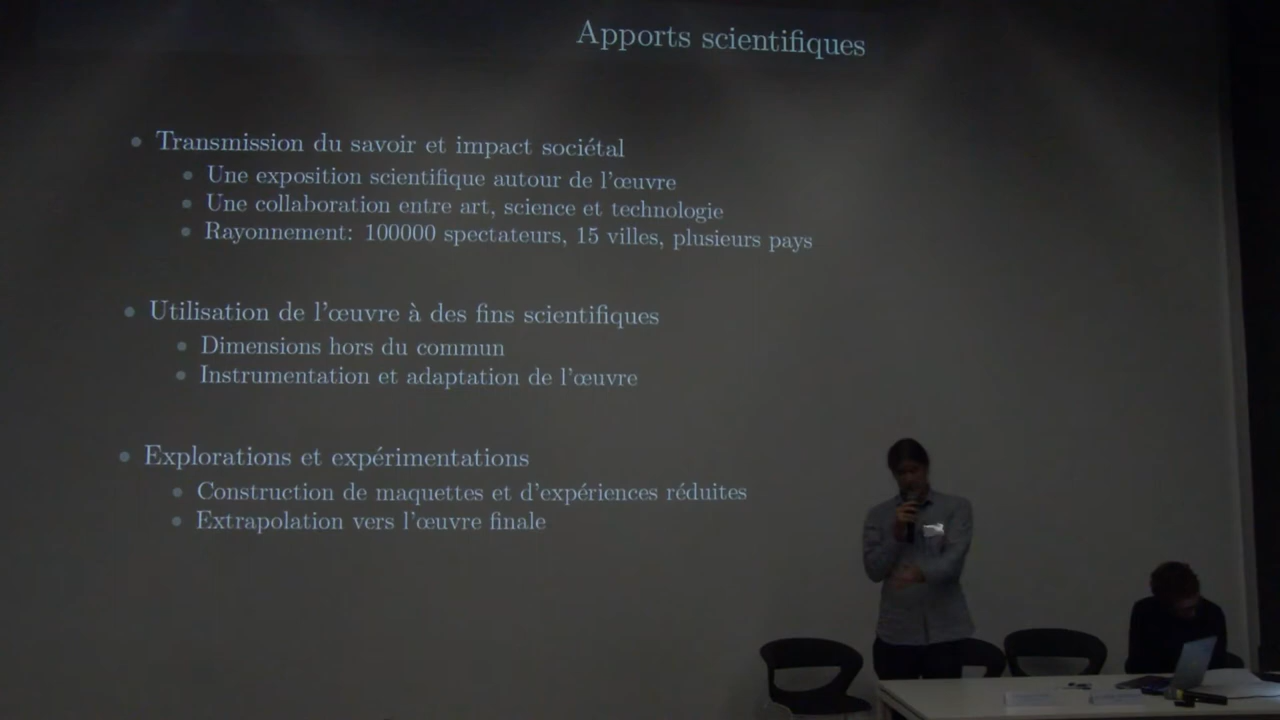 Apports scientifiques
• Transmission du savoir et impact sociétal
• Une exposition scientifique autour de l'œuvre
• Une collaboration entre art, science et technologie
• Rayonnement: 100000 spectateurs, 15 villes, plusieurs pays
• Utilisation de l'œuvre à des fins scientifiques
• Dimensions hors du commun
• Instrumentation et adaptation de l'œuvre
• Explorations et expérimentations
• Construction de maquettes et d'expériences réduites
• Extrapolation vers l'œuvre finale